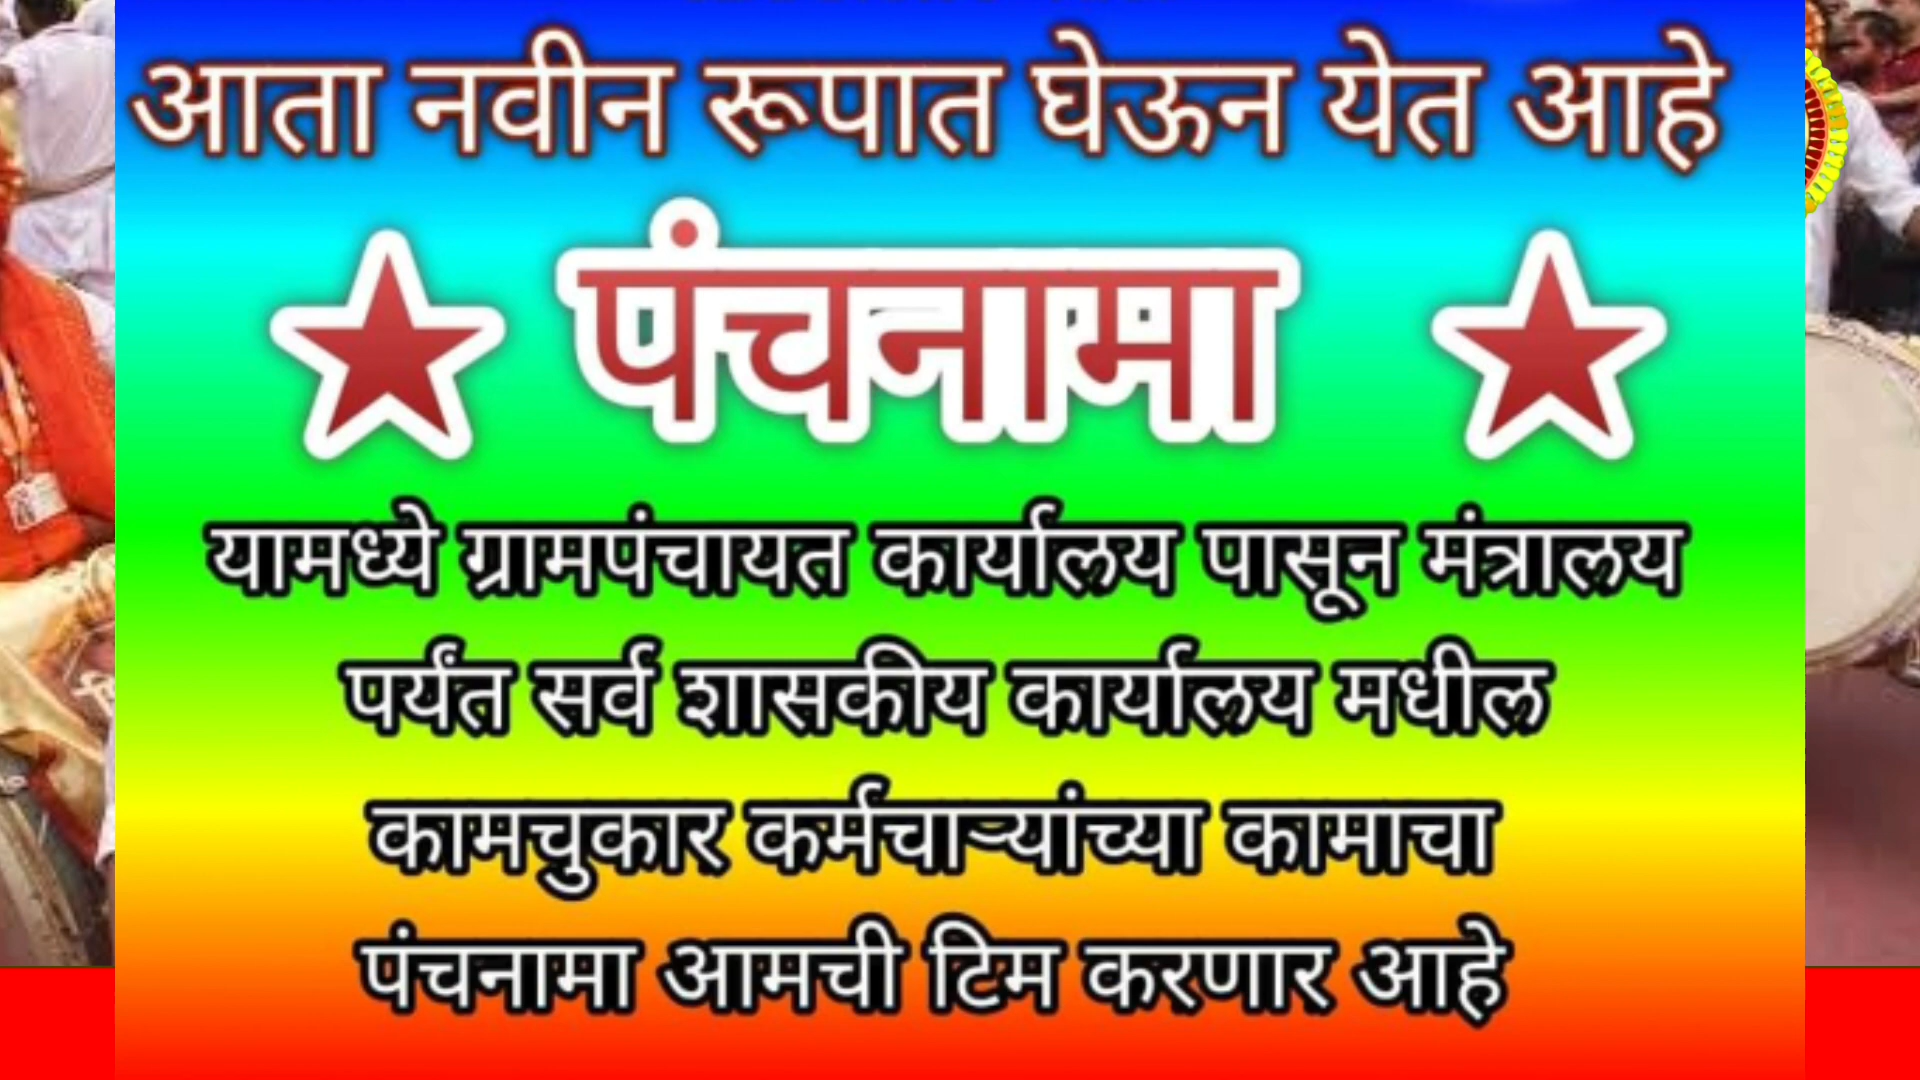 आता नवीन रूपात घेऊन येत आहे
पंचनामा
यामध्ये ग्रामपंचायत कार्यालय पासून मंत्रालय
पर्यंत सर्व शासकीय कार्यालय मधील
कामचुकार कर्मचाऱ्यांच्या कामाचा
पंचनामा आमची टिम करणार आहे